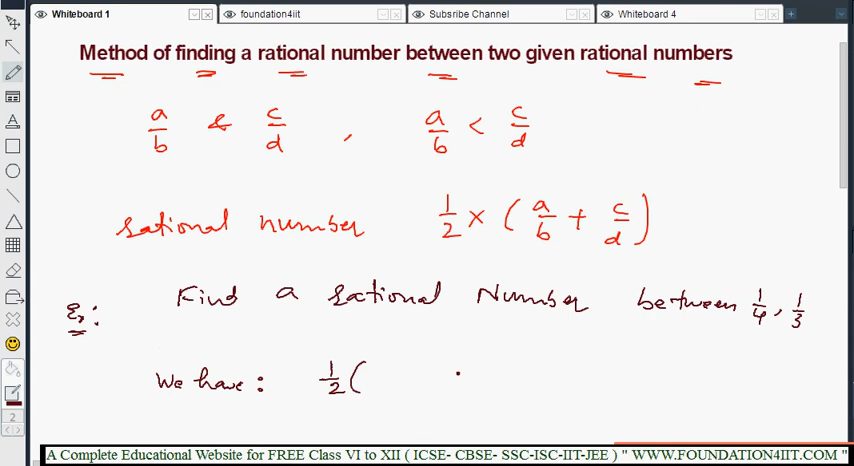 Whiteboard 1 foundation4iit Subsribe Channel Whiteboard 4
Method of finding a rational number between two given rational numbers
a/b & c/d , a/b < c/d
rational number 1/2 × ( a/b + c/d )
Ex: Find a rational Number between 1/4 , 1/3
We have : 1/2 (
2
A Complete Educational Website for FREE Class VI to XII ( ICSE- CBSE- SSC-ISC-IIT-JEE ) " WWW.FOUNDATION4IIT.COM "